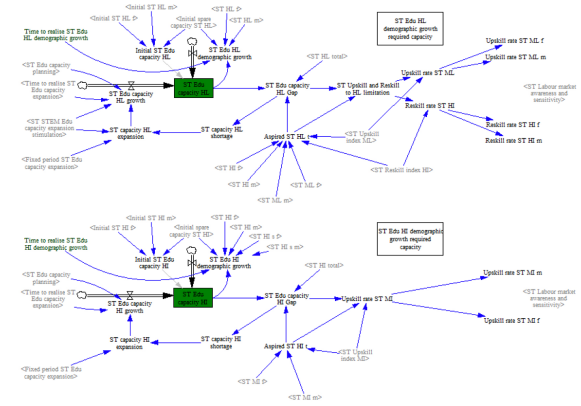 <Initial ST HL f>
<Initial ST HL m>
<Initial spare
capacity ST HL>
<ST HL f>
<ST HL m>
ST Edu HL
demographic growth
required capacity
Time to realise ST Edu
HL demographic growth
Initial ST Edu
capacity HL
ST Edu HL
demographic growth
<ST HL total>
Upskill rate ST ML f
Upskill rate ST ML m
<ST Edu capacity
planning>
<Time to realise ST
Edu capacity
expansion>
ST Edu capacity
HL growth
ST Edu
capacity HL
ST Edu capacity
HL Gap
ST Upskill and Reskill
to HL limitation
Upskill rate ST ML
<ST Labour market
awareness and
sensitivity>
Reskill rate ST HI
<ST STEM Edu
capacity expansion
stimulation>
ST capacity HL
expansion
ST capacity HL
shortage
Aspired ST HL t
<ST Upskill
index ML>
Reskill rate ST HI f
Reskill rate ST HI m
<Fixed period ST Edu
capacity expansion>
<ST HI f>
<ST HI m>
<ST ML f>
<ST ML m>
<ST Reskill index HI>
<Initial ST HI f>
<Initial ST HI m>
<Initial spare
capacity ST HI>
<ST HI f>
<ST HI m>
<ST HI s f>
<ST HI s m>
ST Edu HI demographic
growth required
capacity
Time to realise ST Edu
HI demographic growth
Initial ST Edu
capacity HI
ST Edu HI
demographic growth
<ST HI total>
<ST Edu capacity
planning>
<Time to realise ST
Edu capacity
expansion>
ST Edu capacity
HI growth
ST Edu
capacity HI
ST Edu capacity
HI Gap
Upskill rate ST MI
Upskill rate ST MI m
<ST Labour market
awareness and
sensitivity>
Upskill rate ST MI f
ST capacity HI
expansion
ST capacity HI
shortage
Aspired ST HI t
<ST Upskill
index MI>
<Fixed period ST Edu
capacity expansion>
<ST MI f>
<ST MI m>